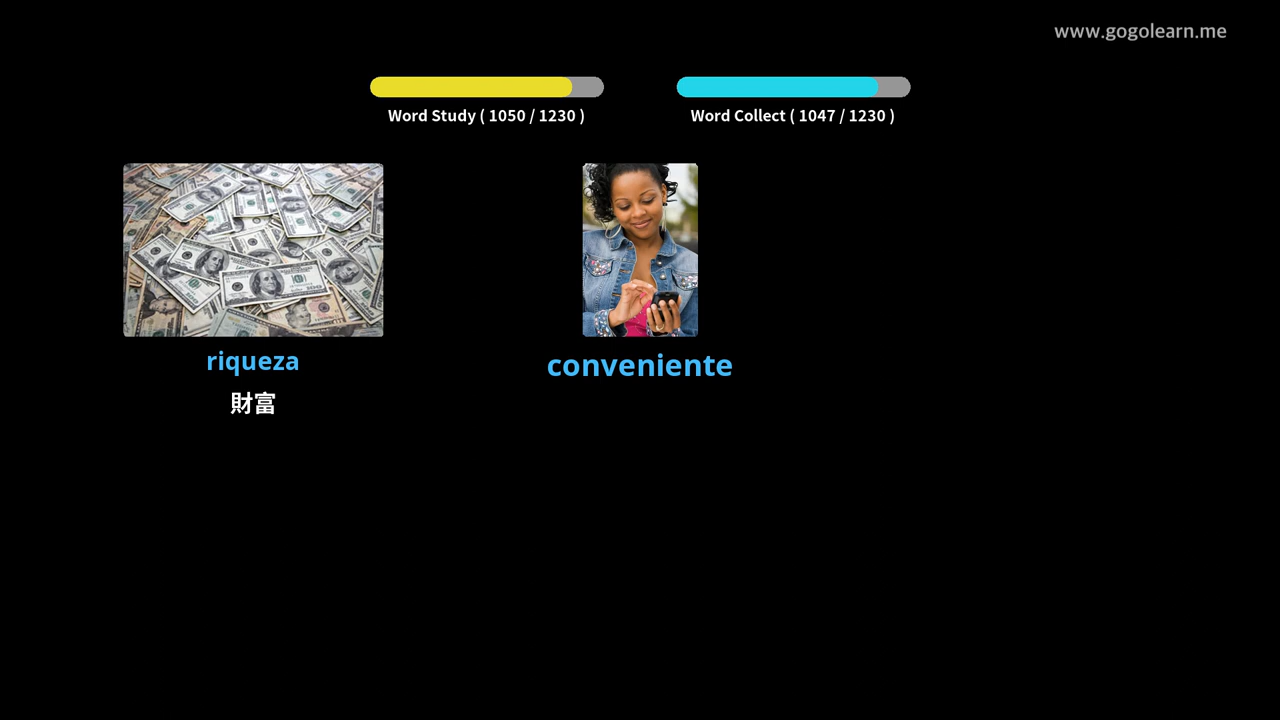 www.gogolearn.me
Word Study ( 1050 / 1230 )
Word Collect ( 1047 / 1230 )
riqueza
財富
conveniente